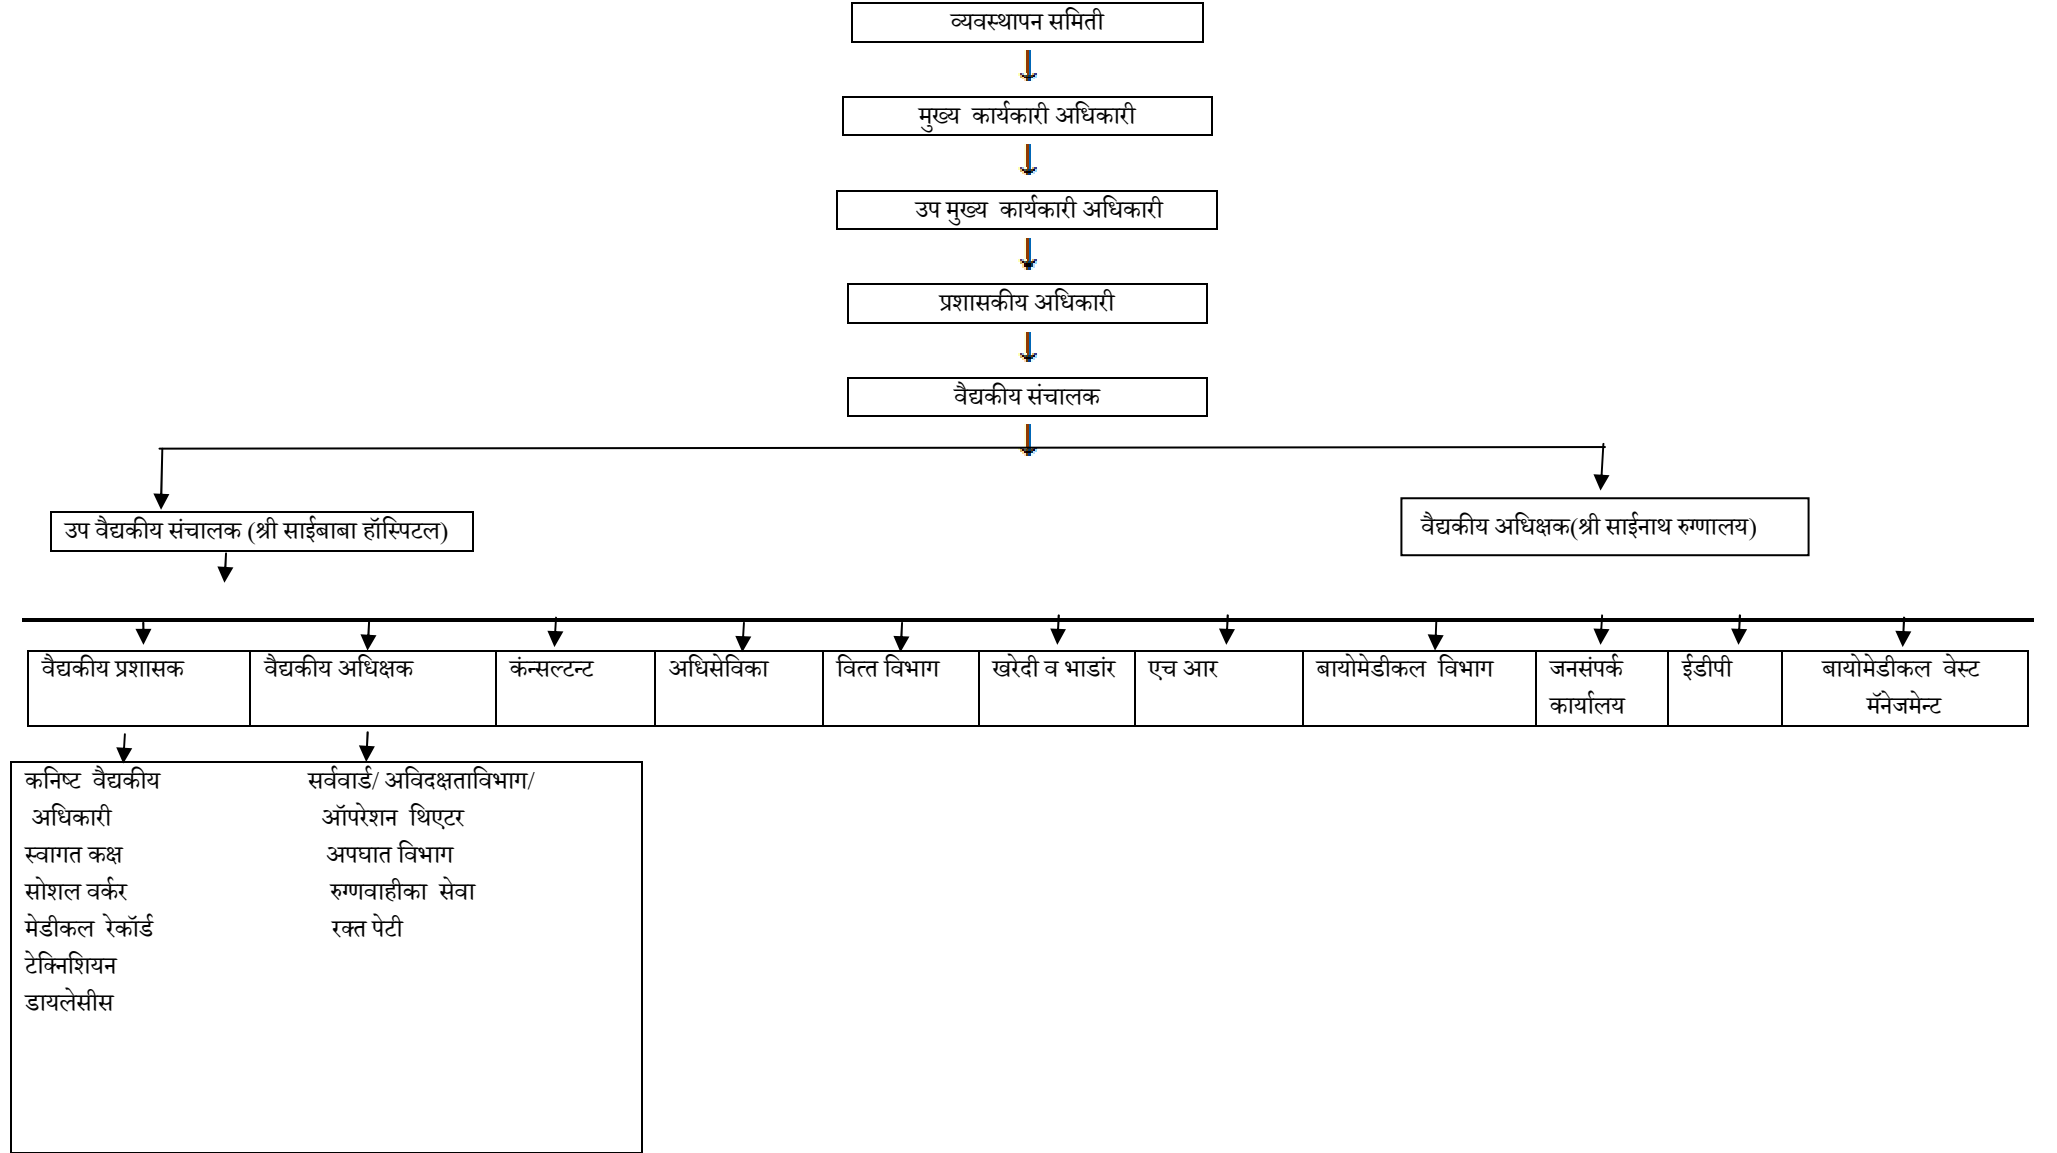 व्यवस्थापन समिती
मुख्य कार्यकारी अधिकारी
उप मुख्य कार्यकारी अधिकारी
प्रशासकीय अधिकारी
वैद्यकीय संचालक
उप वैद्यकीय संचालक (श्री साईबाबा हॉस्पिटल)
वैद्यकीय अधिक्षक(श्री साईनाथ रुग्णालय)
वैद्यकीय प्रशासक
वैद्यकीय अधिक्षक
कंन्सल्टन्ट
अधिसेविका
वित्त विभाग
खरेदी व भाडांर
एच आर
बायोमेडीकल विभाग
जनसंपर्क
कार्यालय
ईडीपी
बायोमेडीकल वेस्ट
मॅनेजमेन्ट
कनिष्ट वैद्यकीय
अधिकारी
स्वागत कक्ष
सोशल वर्कर
मेडीकल रेकॉर्ड
टेक्निशियन
डायलेसीस
सर्ववार्ड/ अविदक्षताविभाग/
ऑपरेशन थिएटर
अपघात विभाग
रुग्णवाहीका सेवा
रक्त पेटी